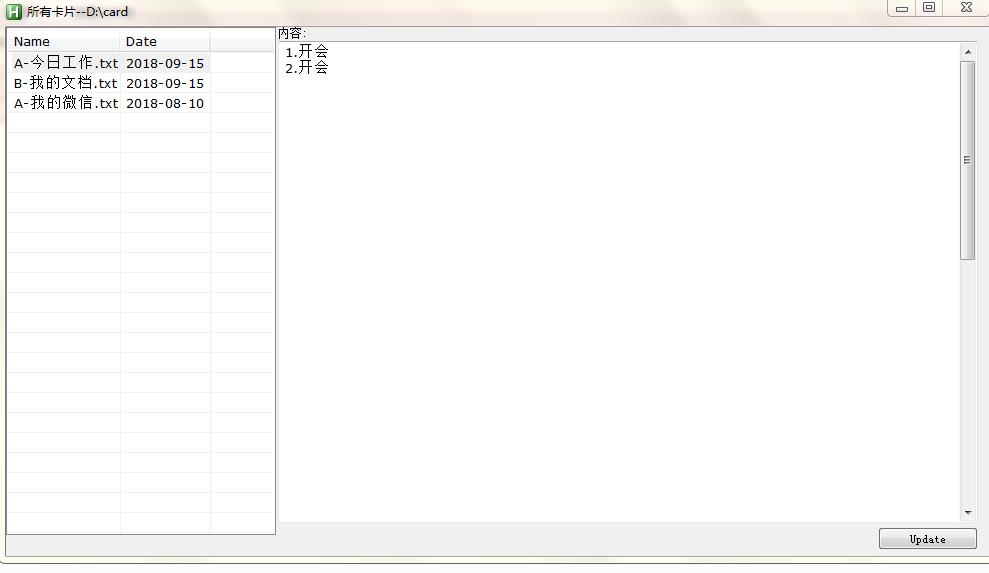 所有卡片--D:\card
Name Date
A-今日工作.txt 2018-09-15
B-我的文档.txt 2018-09-15
A-我的微信.txt 2018-08-10
内容:
1.开会
2.开会
Update